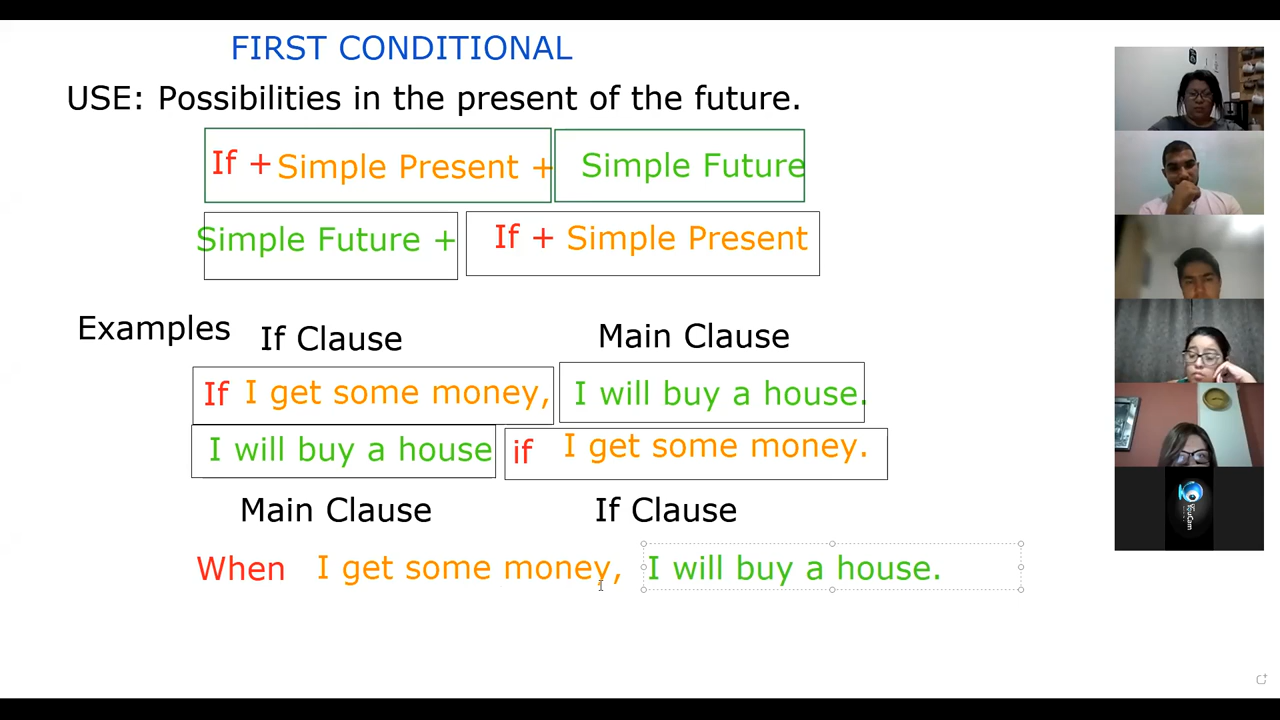 FIRST CONDITIONAL
USE: Possibilities in the present of the future.
If + Simple Present + Simple Future
Simple Future + If + Simple Present
Examples If Clause Main Clause
If I get some money, I will buy a house.
I will buy a house if I get some money.
Main Clause If Clause
When I get some money, I will buy a house.
YouCam